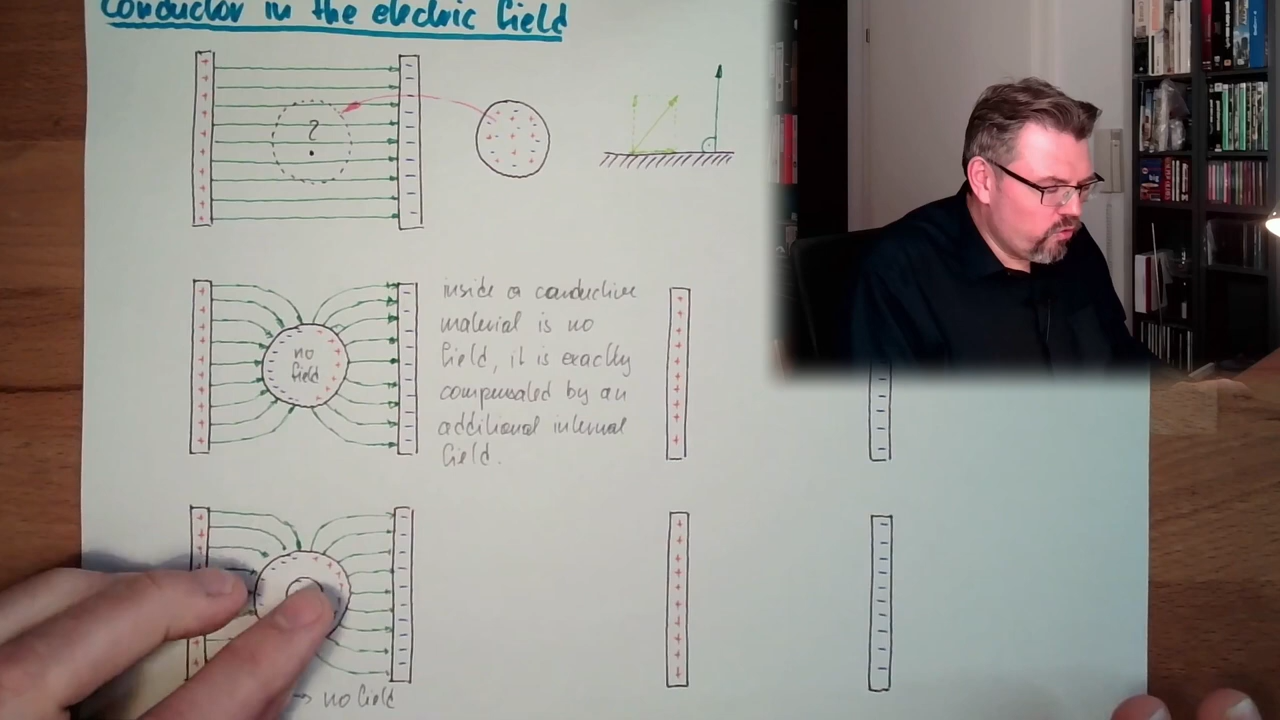 Conductor in the electric field
?
no
field
inside a conductive
material is no
field, it is exactly
compensated by an
additional internal
field.
→ no field